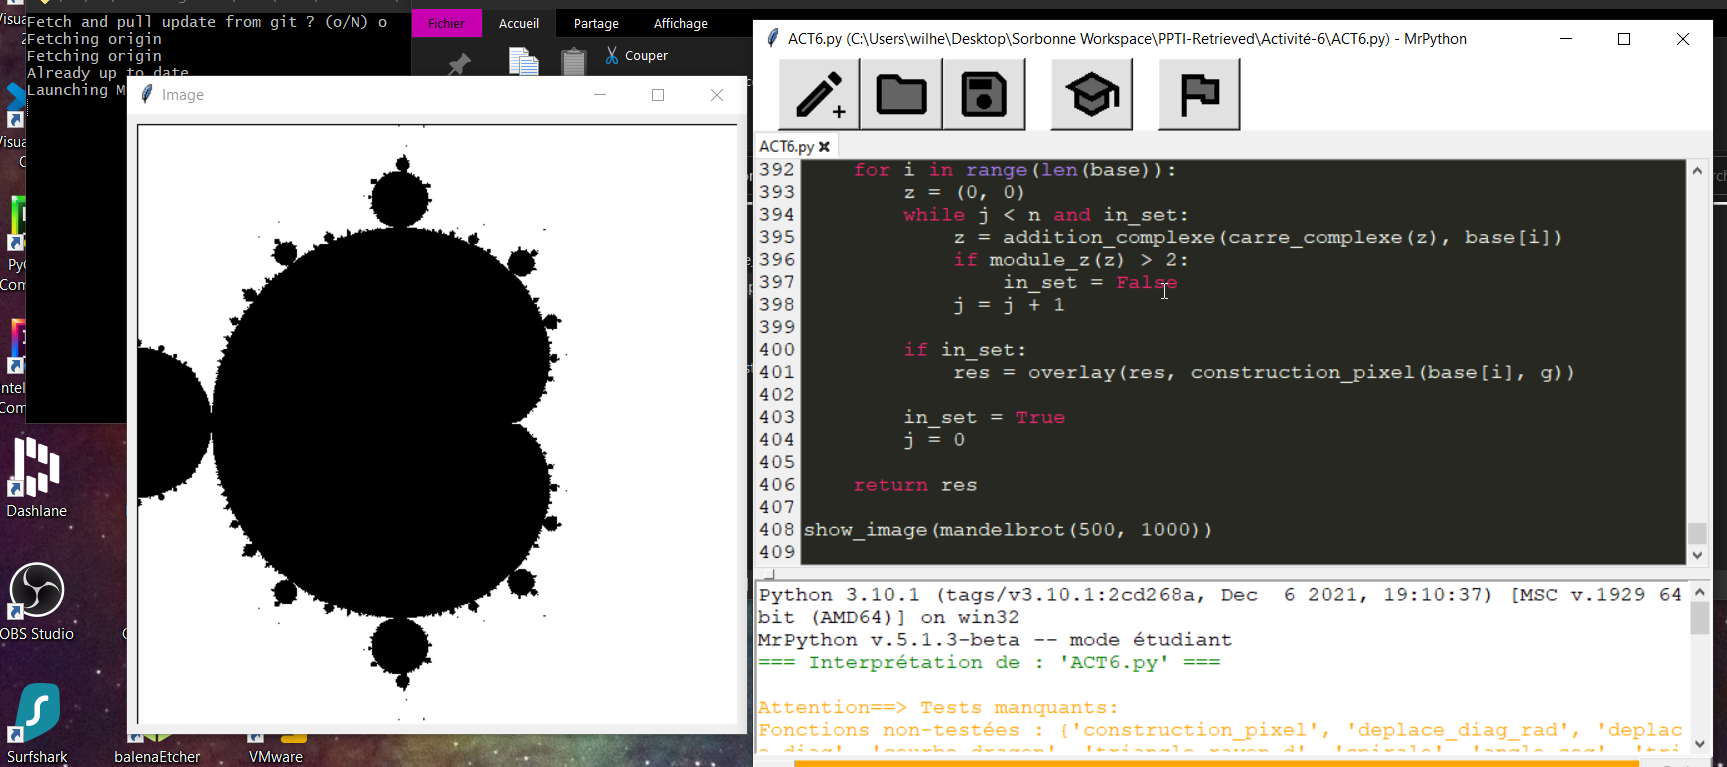 Fetch and pull update from git ? (o/N) o
Fetching origin
Fetching origin
Already up to date
Launching M
Fichier
Accueil
Partage
Affichage
Couper
Image
ACT6.py (C:\Users\wilhe\Desktop\Sorbonne Workspace\PPTI-Retrieved\Activité-6\ACT6.py) - MrPython
ACT6.py
392 for i in range(len(base)):
393 z = (0, 0)
394 while j < n and in_set:
395 z = addition_complexe(carre_complexe(z), base[i])
396 if module_z(z) > 2:
397 in_set = False
398 j = j + 1
399
400 if in_set:
401 res = overlay(res, construction_pixel(base[i], g))
402
403 in_set = True
404 j = 0
405
406 return res
407
408 show_image(mandelbrot(500, 1000))
409
Python 3.10.1 (tags/v3.10.1:2cd268a, Dec  6 2021, 19:10:37) [MSC v.1929 64
bit (AMD64)] on win32
MrPython v.5.1.3-beta -- mode étudiant
=== Interprétation de : 'ACT6.py' ===
Attention==> Tests manquants:
Fonctions non-testées : {'construction_pixel', 'deplace_diag_rad', 'deplac
Dashlane
OBS Studio
Surfshark
balenaEtcher
VMware